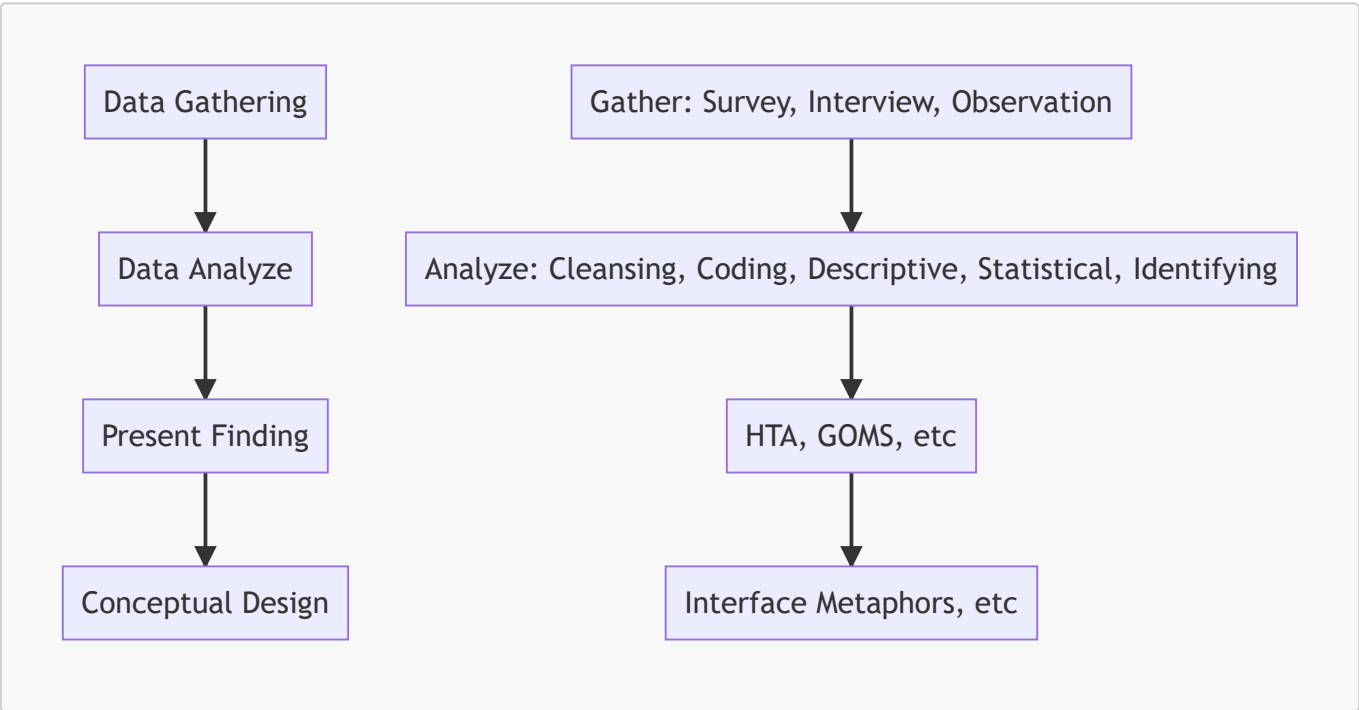 Data Gathering
Gather: Survey, Interview, Observation
Data Analyze
Analyze: Cleansing, Coding, Descriptive, Statistical, Identifying
Present Finding
HTA, GOMS, etc
Conceptual Design
Interface Metaphors, etc